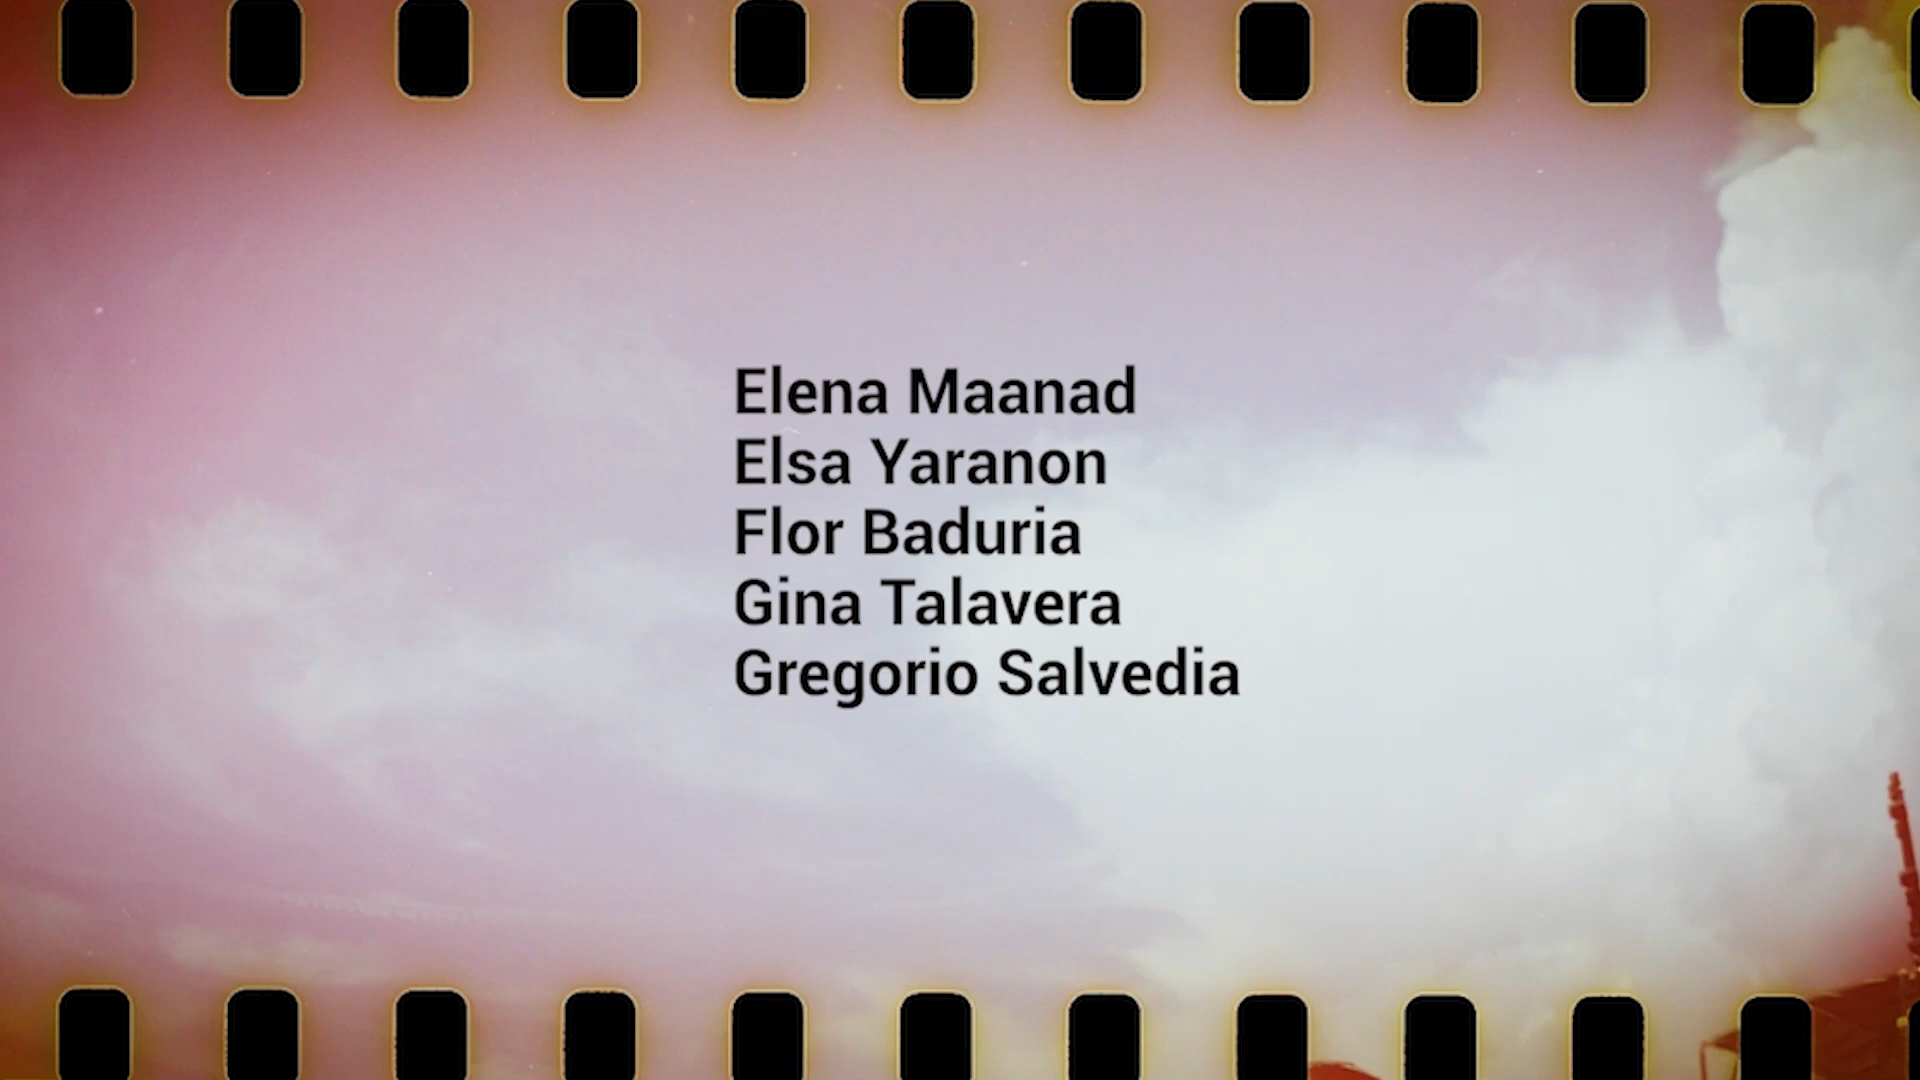 Elena Maanad
Elsa Yaranon
Flor Baduria
Gina Talavera
Gregorio Salvedia